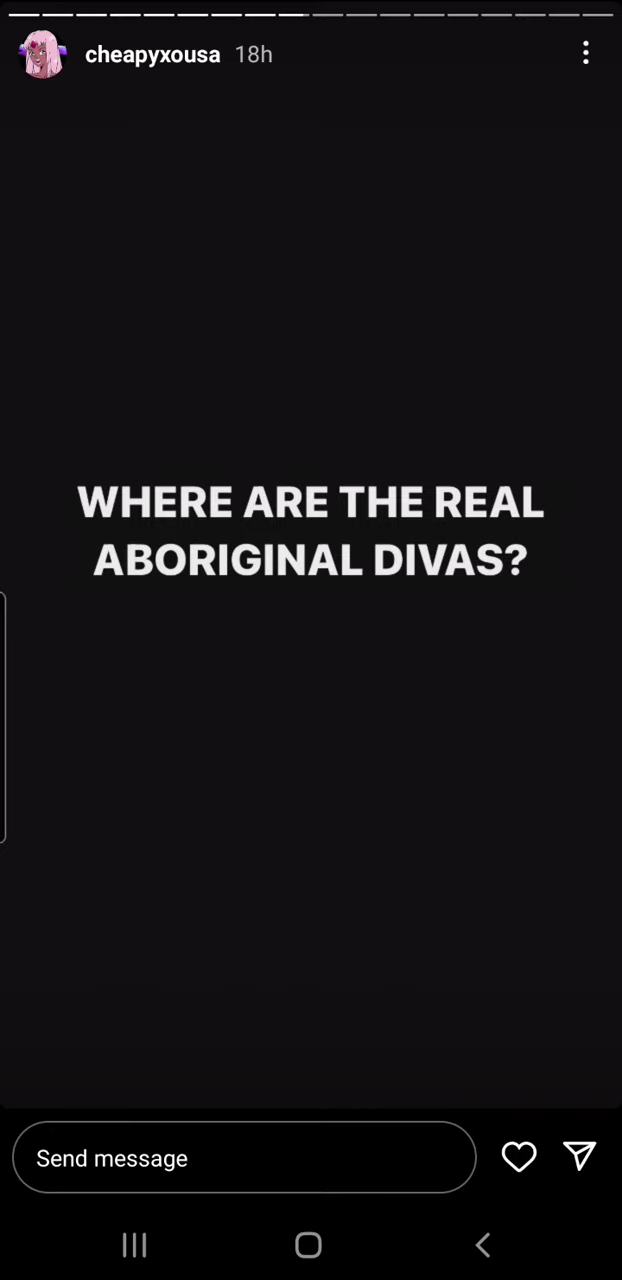 cheapyxousa 18h
WHERE ARE THE REAL
ABORIGINAL DIVAS?
Send message